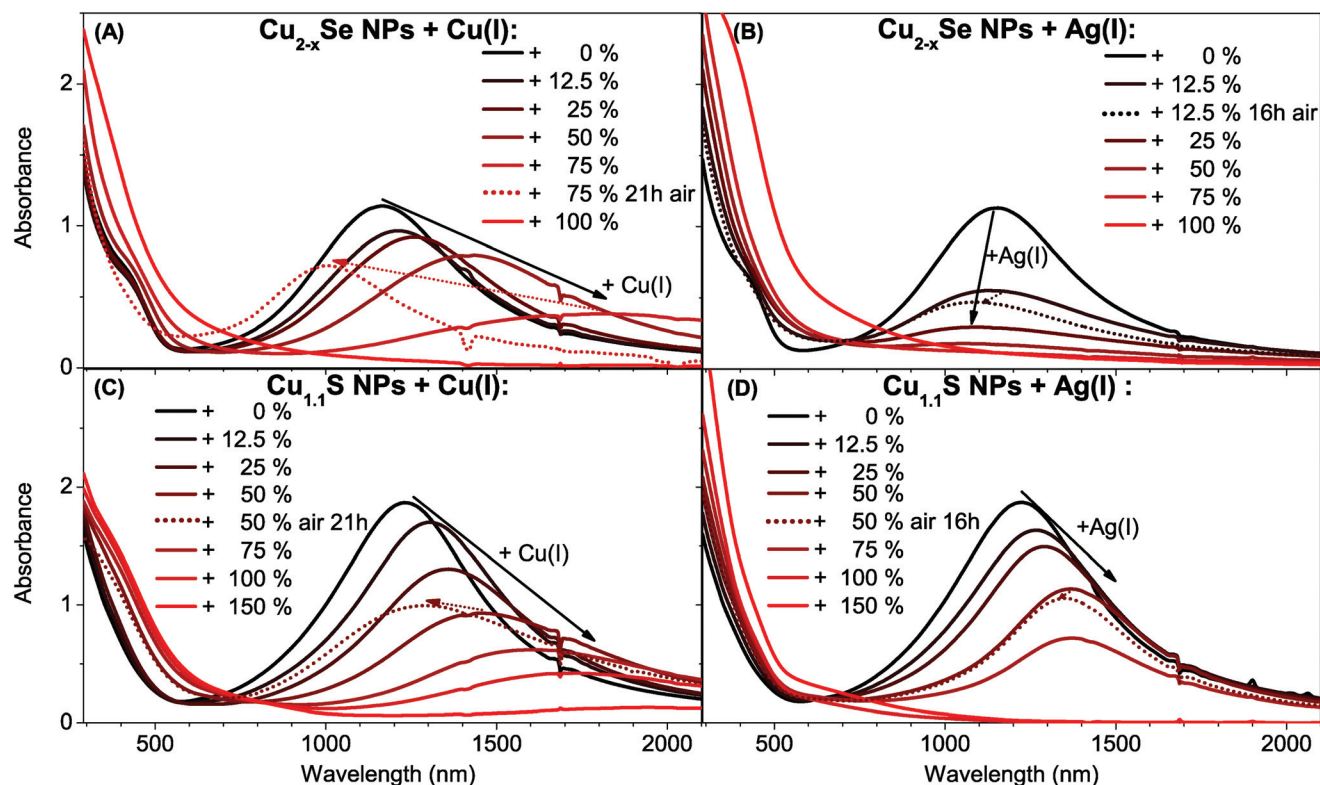 (A) Cu2-xSe NPs + Cu(I):
+ 0 %
+ 12.5 %
+ 25 %
+ 50 %
+ 75 %
+ 75 % 21h air
+ 100 %
+ Cu(I)
2
1
0
Absorbance
(B) Cu2-xSe NPs + Ag(I):
+ 0 %
+ 12.5 %
+ 12.5 % 16h air
+ 25 %
+ 50 %
+ 75 %
+ 100 %
+Ag(I)
(C) Cu1.1S NPs + Cu(I):
+ 0 %
+ 12.5 %
+ 25 %
+ 50 %
+ 50 % air 21h
+ 75 %
+ 100 %
+ 150 %
+ Cu(I)
2
1
0
Absorbance
500 1000 1500 2000
Wavelength (nm)
(D) Cu1.1S NPs + Ag(I) :
+ 0 %
+ 12.5 %
+ 25 %
+ 50 %
+ 50 % air 16h
+ 75 %
+ 100 %
+ 150 %
+Ag(I)
500 1000 1500 2000
Wavelength (nm)